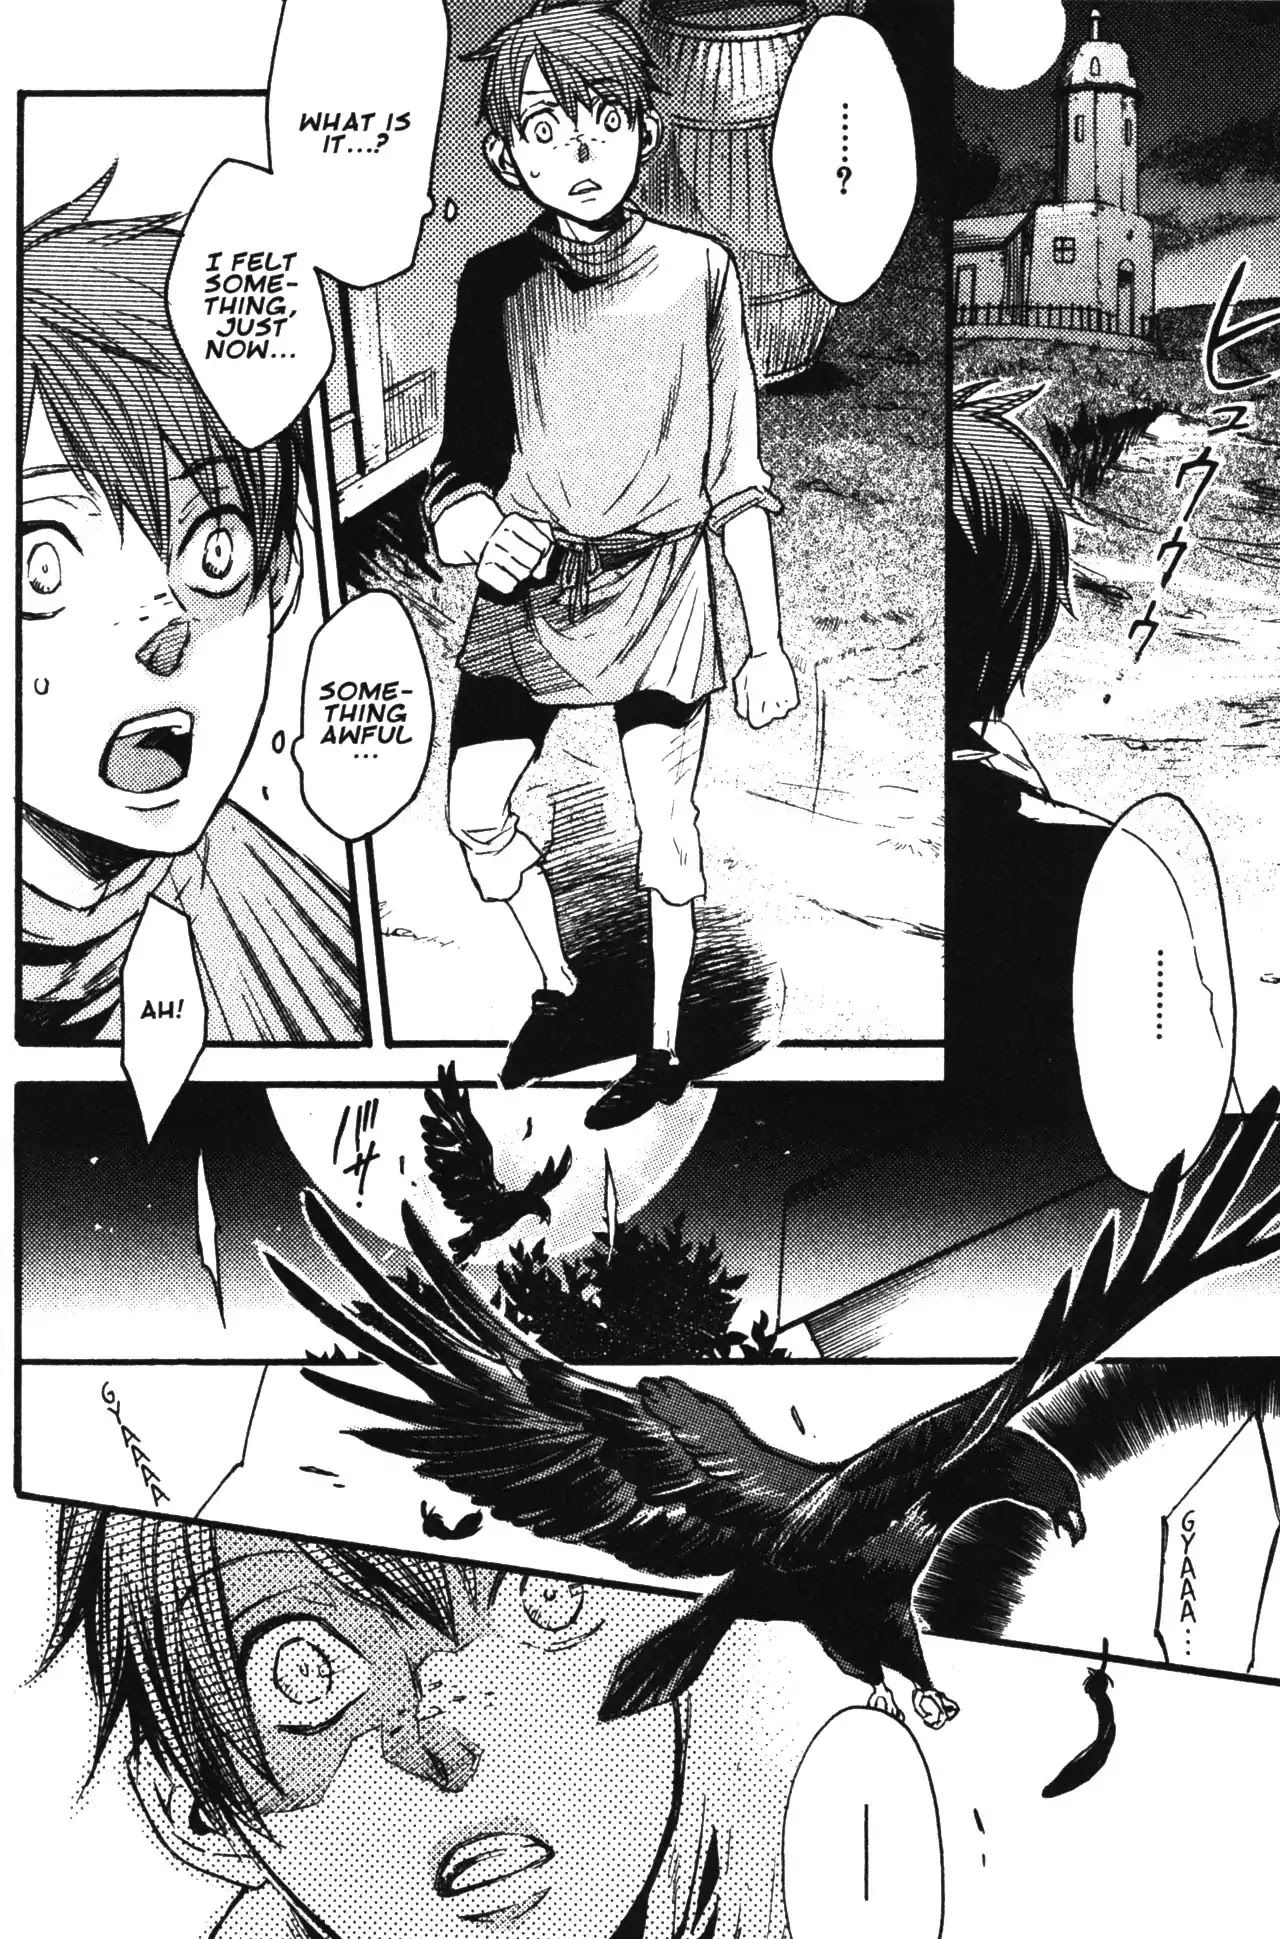 ヒュウウウウ…
………
……?
WHAT IS
IT...?
I FELT
SOME-
THING,
JUST
NOW...
SOME-
THING
AWFUL
...
AH!
バサ
GYAAA...
GYAAAAA